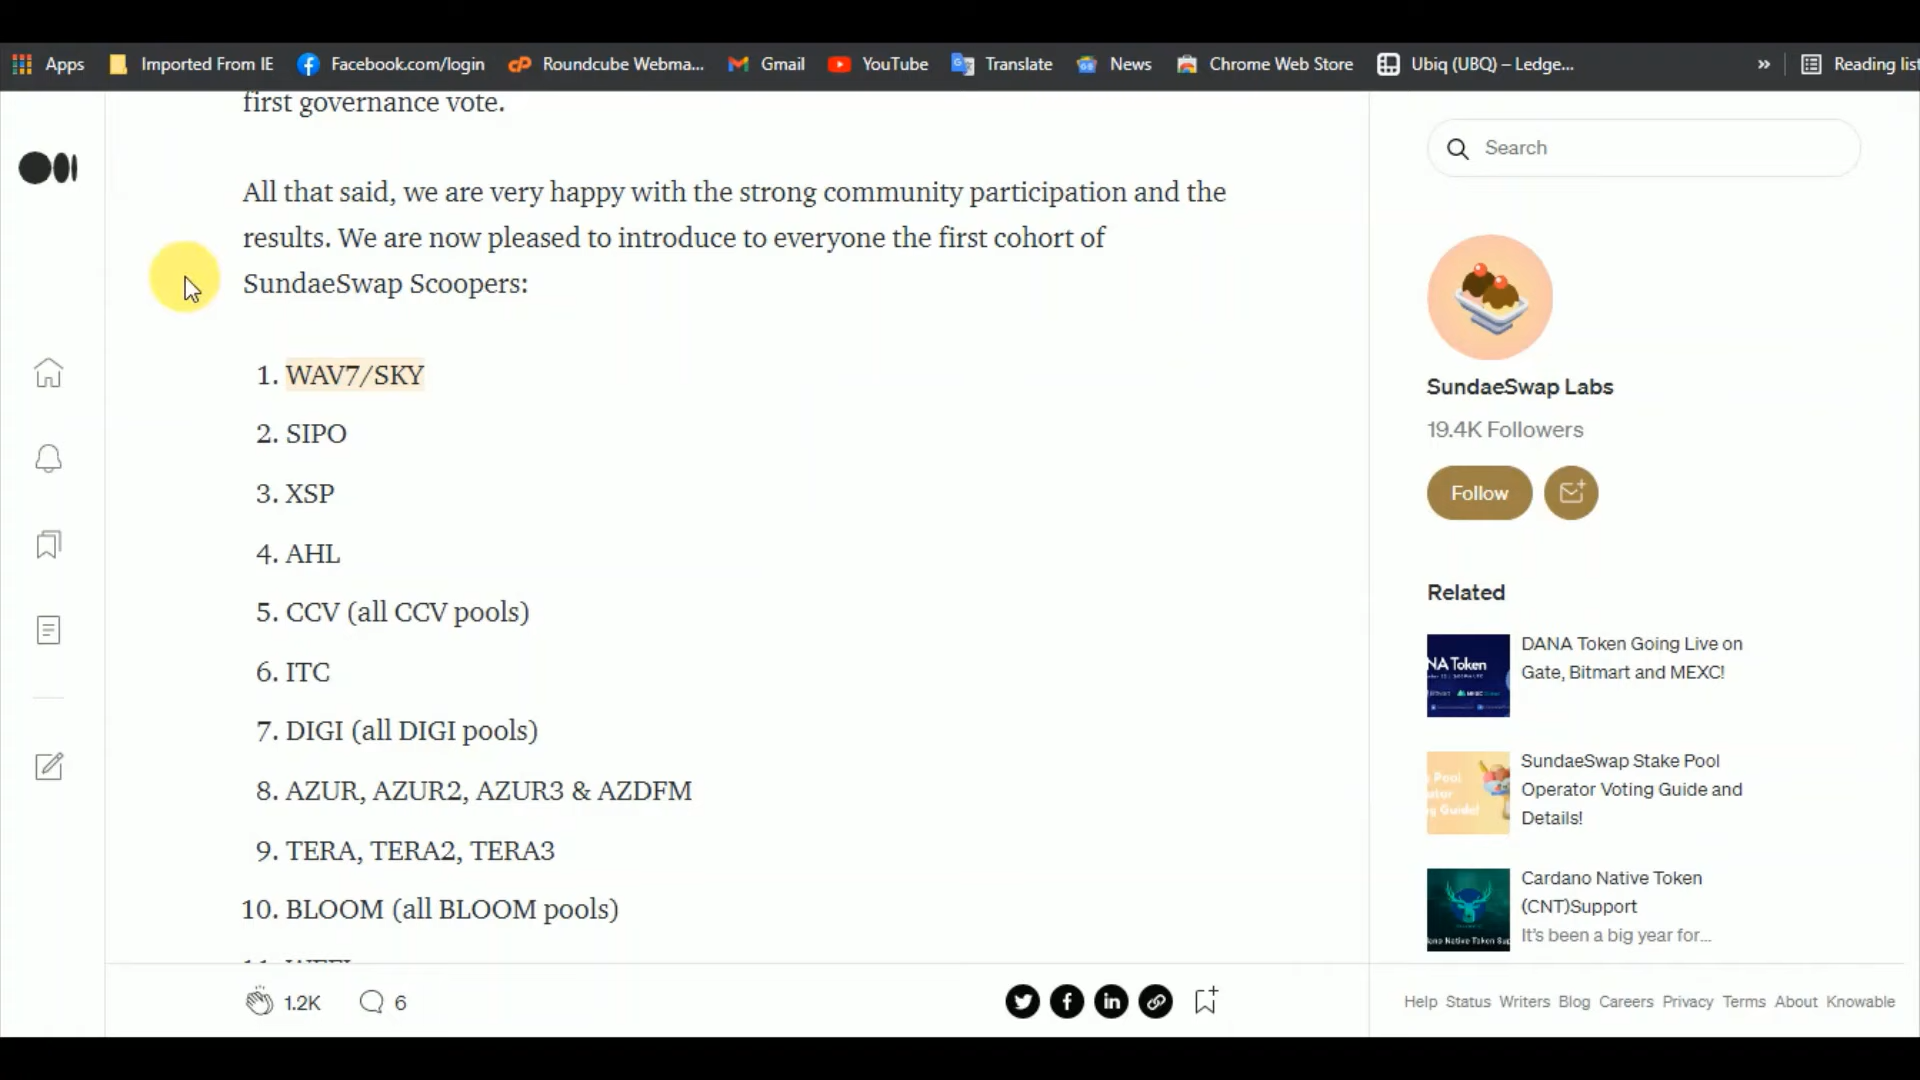 Apps Imported From IE Facebook.com/login Roundcube Webma... Gmail YouTube Translate News Chrome Web Store Ubiq (UBQ) – Ledge... » Reading list
first governance vote.
All that said, we are very happy with the strong community participation and the
results. We are now pleased to introduce to everyone the first cohort of
SundaeSwap Scoopers:
1. WAV7/SKY
2. SIPO
3. XSP
4. AHL
5. CCV (all CCV pools)
6. ITC
7. DIGI (all DIGI pools)
8. AZUR, AZUR2, AZUR3 & AZDFM
9. TERA, TERA2, TERA3
10. BLOOM (all BLOOM pools)
1.2K 6
Search
SundaeSwap Labs
19.4K Followers
Follow
Related
NA Token
DANA Token Going Live on
Gate, Bitmart and MEXC!
SundaeSwap Stake Pool
Operator Voting Guide and
Details!
Cardano Native Token
(CNT)Support
It's been a big year for...
Help Status Writers Blog Careers Privacy Terms About Knowable